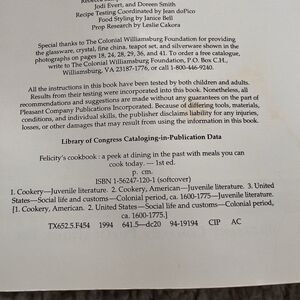 Jodi Evert, and Doreen Smith
Recipe Testing Coordinated by Jean doPico
Food Styling by Janice Bell
Prop Research by Leslie Cakora
Special thanks to The Colonial Williamsburg Foundation for providing
the glassware, crystal, fine china, teapot set, and silverware shown in the
photographs on pages 18, 24, 28, 29, 36, and 41. To order a free catalogue,
write to The Colonial Williamsburg Foundation, P.O. Box C.H.,
Williamsburg, VA 23187-1776, or call 1-800-446-9240.
All the instructions in this book have been tested by both children and adults.
Results from their testing were incorporated into this book. Nonetheless, all
recommendations and suggestions are made without any guarantees on the part of
Pleasant Company Publications Incorporated. Because of differing tools, materials,
conditions, and individual skills, the publisher disclaims liability for any injuries,
losses, or other damages that may result from using the information in this book.
Library of Congress Cataloging-in-Publication Data
Felicity's cookbook : a peek at dining in the past with meals you can
cook today. — 1st ed.
p. cm.
ISBN 1-56247-120-1 (softcover)
1. Cookery—Juvenile literature. 2. Cookery, American—Juvenile literature. 3. United
States—Social life and customs—Colonial period, ca. 1600-1775—Juvenile literature.
[1. Cookery, American. 2. United States—Social life and customs—Colonial period,
ca. 1600-1775.]
TX652.5.F454 1994 641.5—dc20 94-19194 CIP AC